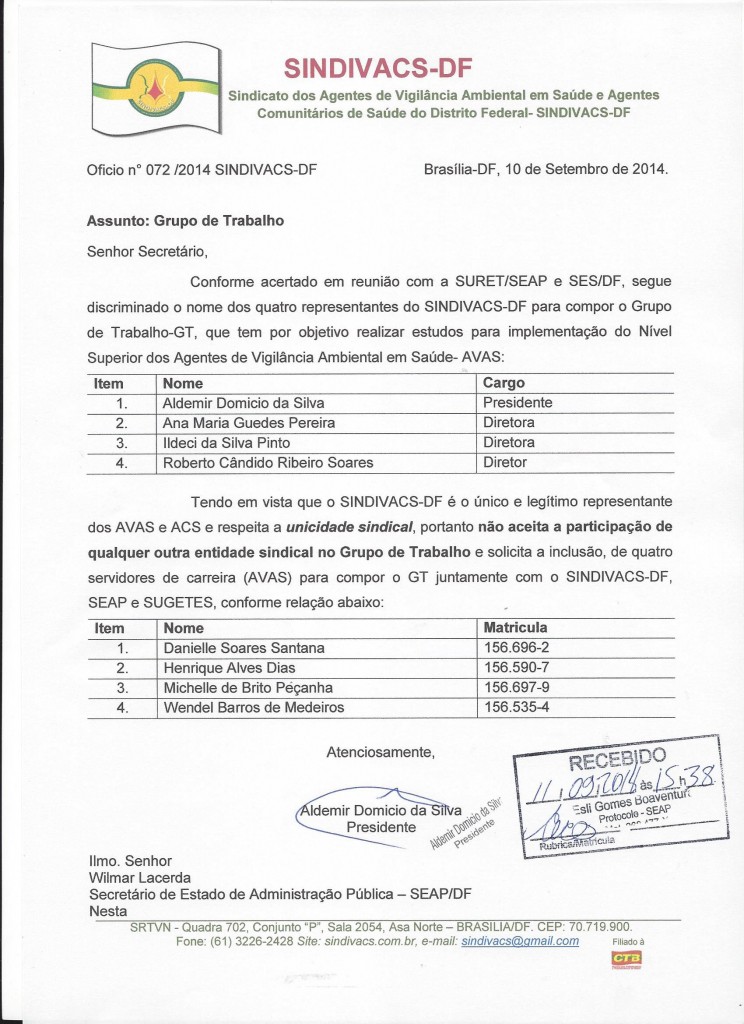 SINDIVACS-DF
Sindicato dos Agentes de Vigilância Ambiental em Saúde e Agentes
Comunitários de Saúde do Distrito Federal- SINDIVACS-DF
Oficio n° 072 /2014 SINDIVACS-DF Brasília-DF, 10 de Setembro de 2014.
Assunto: Grupo de Trabalho
Senhor Secretário,
Conforme acertado em reunião com a SURET/SEAP e SES/DF, segue
discriminado o nome dos quatro representantes do SINDIVACS-DF para compor o Grupo
de Trabalho-GT, que tem por objetivo realizar estudos para implementação do Nível
Superior dos Agentes de Vigilância Ambiental em Saúde- AVAS:
Item Nome Cargo
1. Aldemir Domicio da Silva Presidente
2. Ana Maria Guedes Pereira Diretora
3. Ildeci da Silva Pinto Diretora
4. Roberto Cândido Ribeiro Soares Diretor
Tendo em vista que o SINDIVACS-DF é o único e legítimo representante
dos AVAS e ACS e respeita a unicidade sindical, portanto não aceita a participação de
qualquer outra entidade sindical no Grupo de Trabalho e solicita a inclusão, de quatro
servidores de carreira (AVAS) para compor o GT juntamente com o SINDIVACS-DF,
SEAP e SUGETES, conforme relação abaixo:
Item Nome Matricula
1. Danielle Soares Santana 156.696-2
2. Henrique Alves Dias 156.590-7
3. Michelle de Brito Peçanha 156.697-9
4. Wendel Barros de Medeiros 156.535-4
Atenciosamente,
Aldemir Domicio da Silva
Presidente
Aldemir Domicio da Silv
Presidente
RECEBIDO
11, 09, 2014 às 15 h 38
Esli Gomes Boaventura
Protocolo - SEAP
Rubrica/Matricula
Ilmo. Senhor
Wilmar Lacerda
Secretário de Estado de Administração Pública – SEAP/DF
Nesta
SRTVN - Quadra 702, Conjunto "P", Sala 2054, Asa Norte – BRASILIA/DF. CEP: 70.719.900.
Fone: (61) 3226-2428 Site: sindivacs.com.br, e-mail: sindivacs@gmail.com
Filiado à
CTB